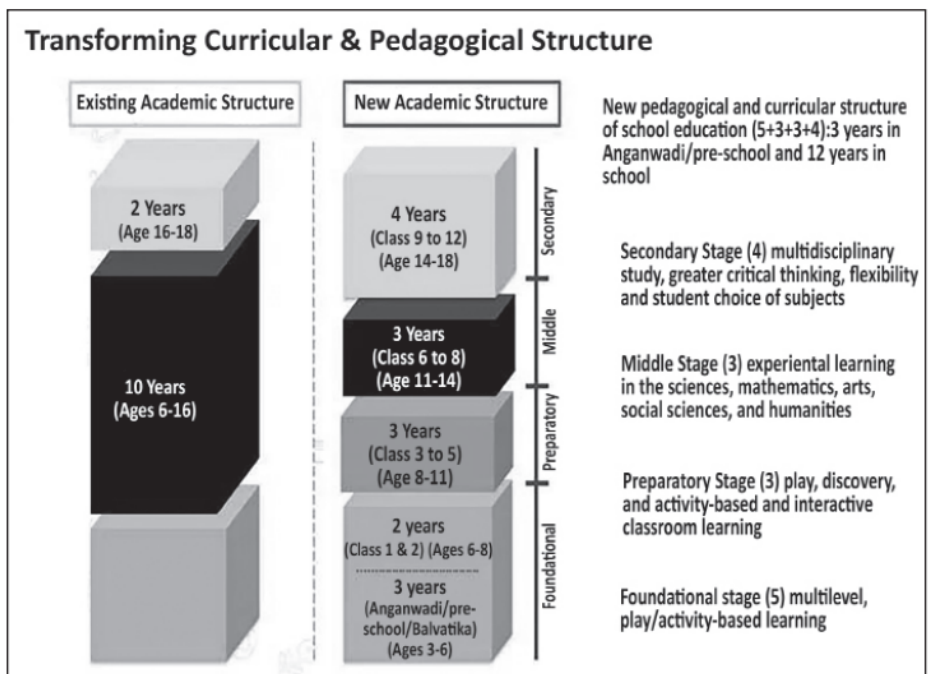 Transforming Curricular & Pedagogical Structure
Existing Academic Structure
New Academic Structure
2 Years
(Age 16-18)
10 Years
(Ages 6-16)
4 Years
(Class 9 to 12)
(Age 14-18)
3 Years
(Class 6 to 8)
(Age 11-14)
3 Years
(Class 3 to 5)
(Age 8-11)
2 years
(Class 1 & 2) (Ages 6-8)
3 years
(Anganwadi/pre-
school/Balvatika)
(Ages 3-6)
Secondary
Middle
Preparatory
Foundational
New pedagogical and curricular structure
of school education (5+3+3+4):3 years in
Anganwadi/pre-school and 12 years in
school
Secondary Stage (4) multidisciplinary
study, greater critical thinking, flexibility
and student choice of subjects
Middle Stage (3) experiental learning
in the sciences, mathematics, arts,
social sciences, and humanities
Preparatory Stage (3) play, discovery,
and activity-based and interactive
classroom learning
Foundational stage (5) multilevel,
play/activity-based learning